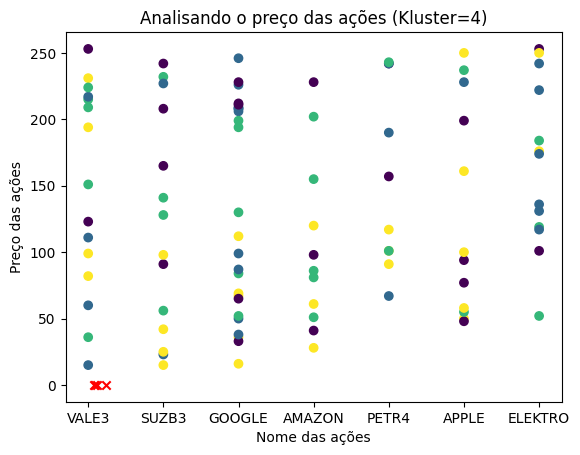 Analisando o preço das ações (Kluster=4)
Preço das ações
250
200
150
100
50
0
VALE3 SUZB3 GOOGLE AMAZON PETR4 APPLE ELEKTRO
Nome das ações